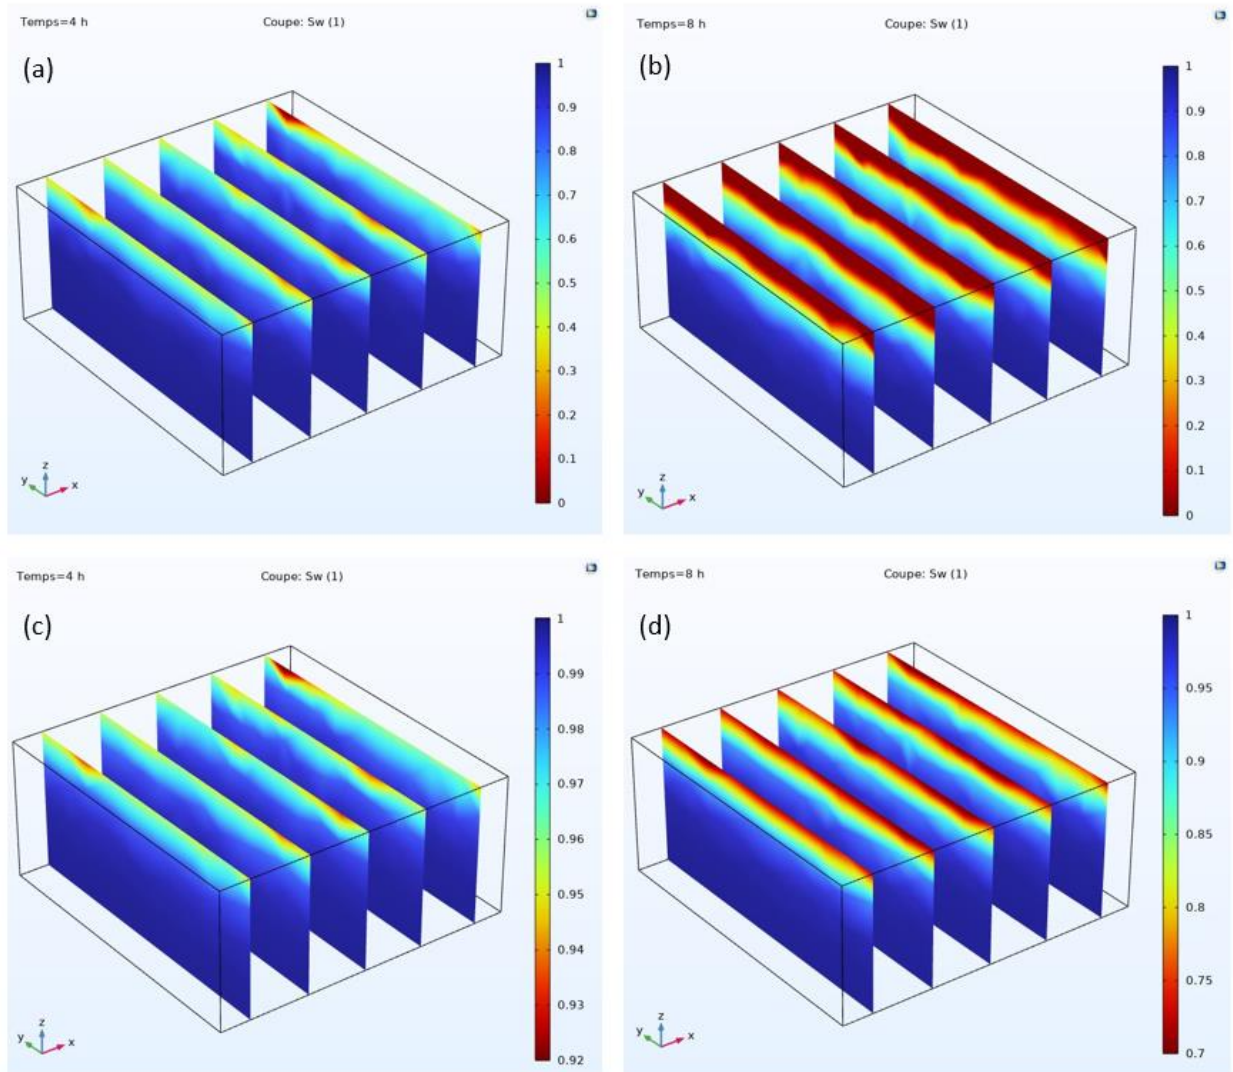 Temps=4 h
Coupe: Sw (1)
(a)
1
0.9
0.8
0.7
0.6
0.5
0.4
0.3
0.2
0.1
0
z
y
x
Temps=8 h
Coupe: Sw (1)
(b)
1
0.9
0.8
0.7
0.6
0.5
0.4
0.3
0.2
0.1
0
z
y
x
Temps=4 h
Coupe: Sw (1)
(c)
1
0.99
0.98
0.97
0.96
0.95
0.94
0.93
0.92
z
y
x
Temps=8 h
Coupe: Sw (1)
(d)
1
0.95
0.9
0.85
0.8
0.75
0.7
z
y
x